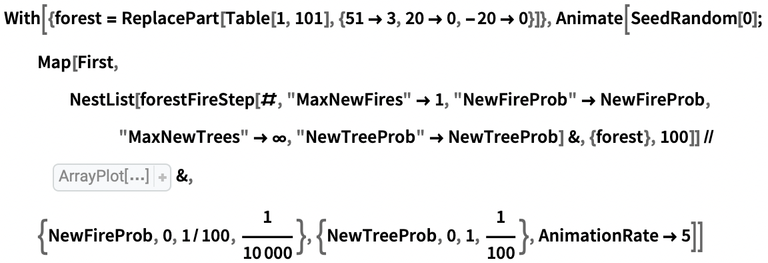 With[{forest = ReplacePart[Table[1, 101], {51 → 3, 20 → 0, -20 → 0}]}, Animate[SeedRandom[0];
Map[First,
NestList[forestFireStep[#, "MaxNewFires" → 1, "NewFireProb" → NewFireProb,
"MaxNewTrees" → ∞, "NewTreeProb" → NewTreeProb] &, {forest}, 100]] //
ArrayPlot[...] + &,
{NewFireProb, 0, 1/100, 1/10 000}, {NewTreeProb, 0, 1, 1/100}, AnimationRate → 5]]